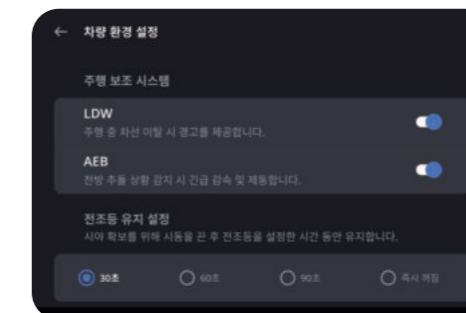 ← 차량 환경 설정
주행 보조 시스템
LDW
주행 중 차선 이탈 시 경고를 제공합니다.
AEB
전방 추돌 상황 감지 시 긴급 감속 및 제동합니다.
전조등 유지 설정
시야 확보를 위해 시동을 끈 후 전조등을 설정한 시간 동안 유지합니다.
30초 60초 90초 즉시 꺼짐